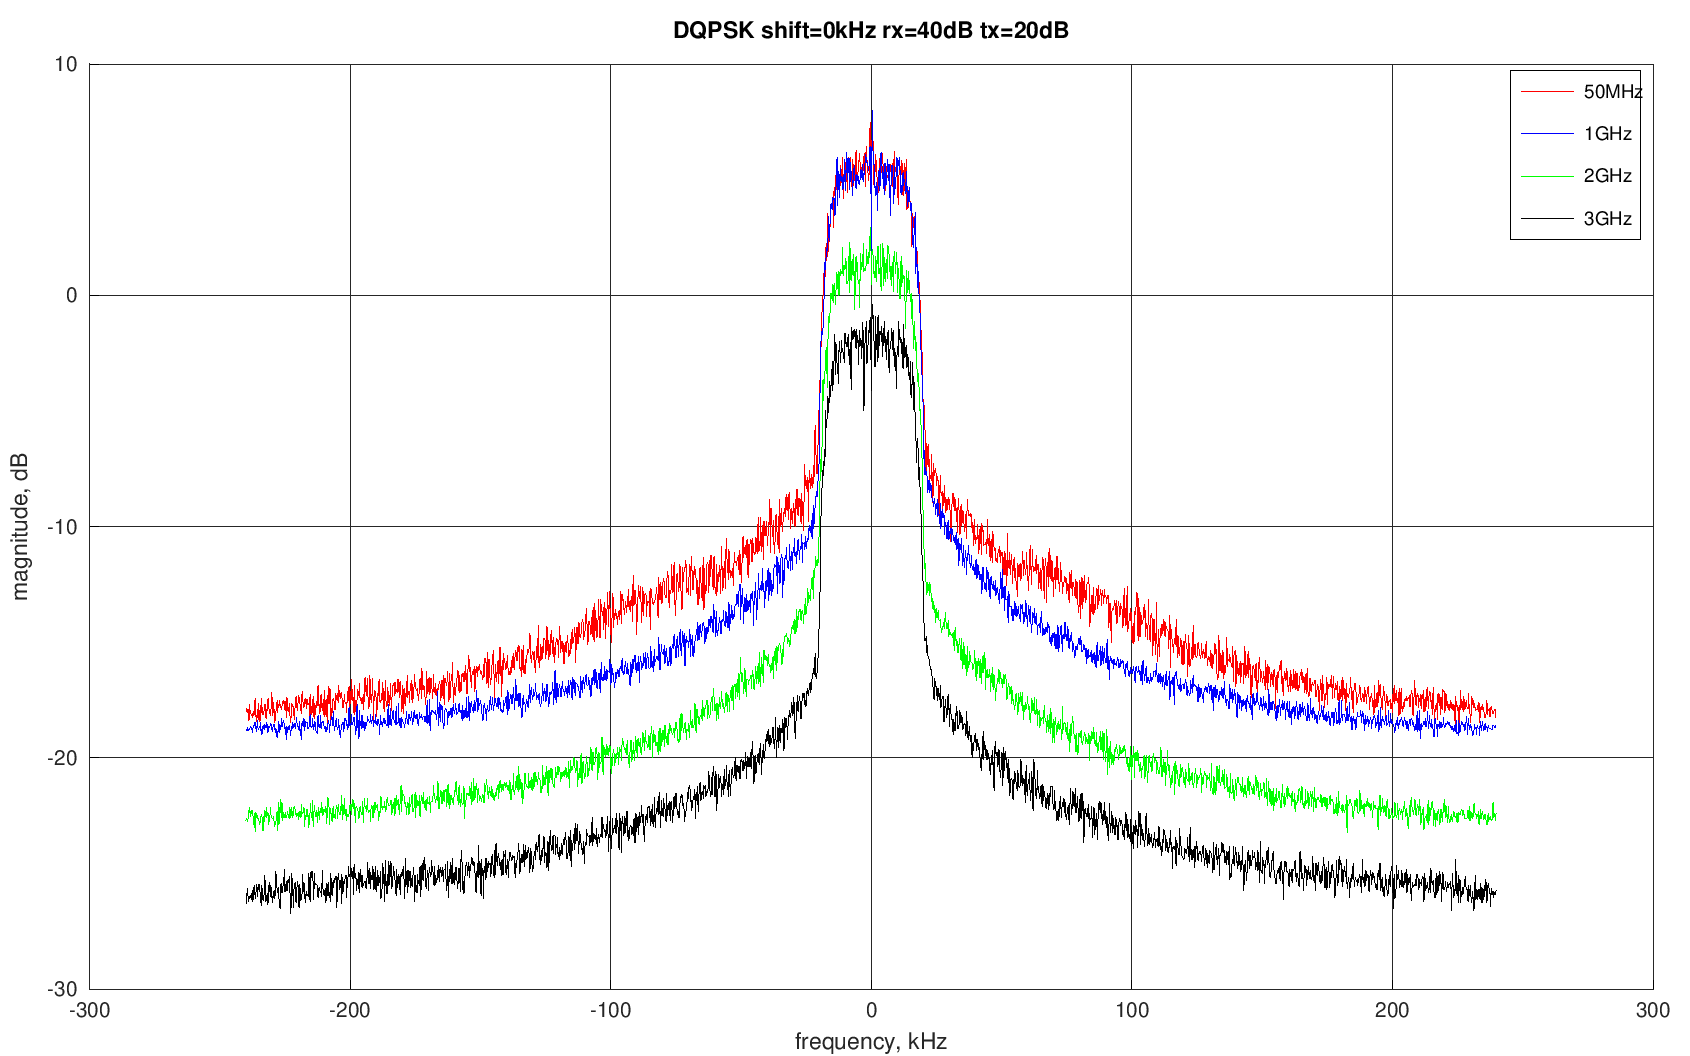 DQPSK shift=0kHz rx=40dB tx=20dB
10
0
-10
-20
-30
magnitude, dB
50MHz
1GHz
2GHz
3GHz
-300
-200
-100
0
100
200
300
frequency, kHz